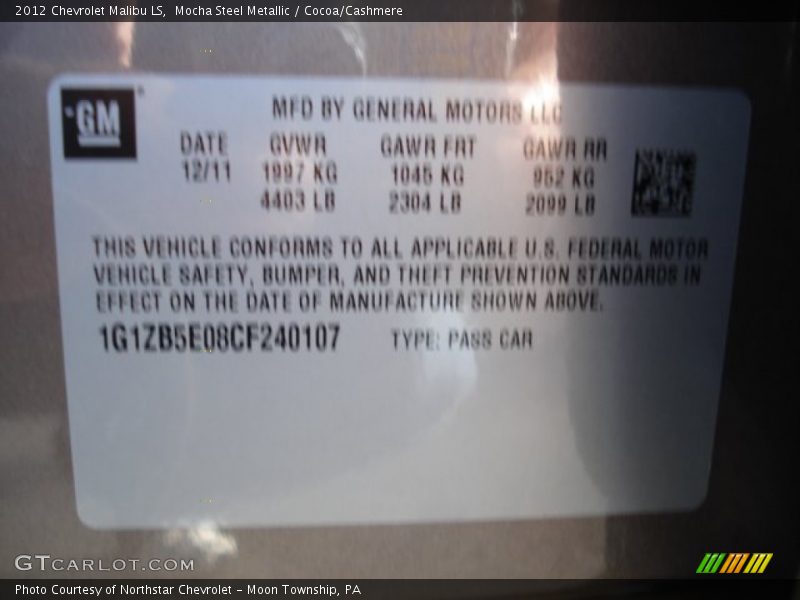 2012 Chevrolet Malibu LS,  Mocha Steel Metallic / Cocoa/Cashmere
GM
MFD BY GENERAL MOTORS LLC
DATE GVWR GAWR FRT GAWR RR
12/11 1997 KG 1045 KG 952 KG
4403 LB 2304 LB 2099 LB
THIS VEHICLE CONFORMS TO ALL APPLICABLE U.S. FEDERAL MOTOR
VEHICLE SAFETY, BUMPER, AND THEFT PREVENTION STANDARDS IN
EFFECT ON THE DATE OF MANUFACTURE SHOWN ABOVE.
1G1ZB5E08CF240107 TYPE: PASS CAR
GTCARLOT.COM
Photo Courtesy of Northstar Chevrolet - Moon Township, PA